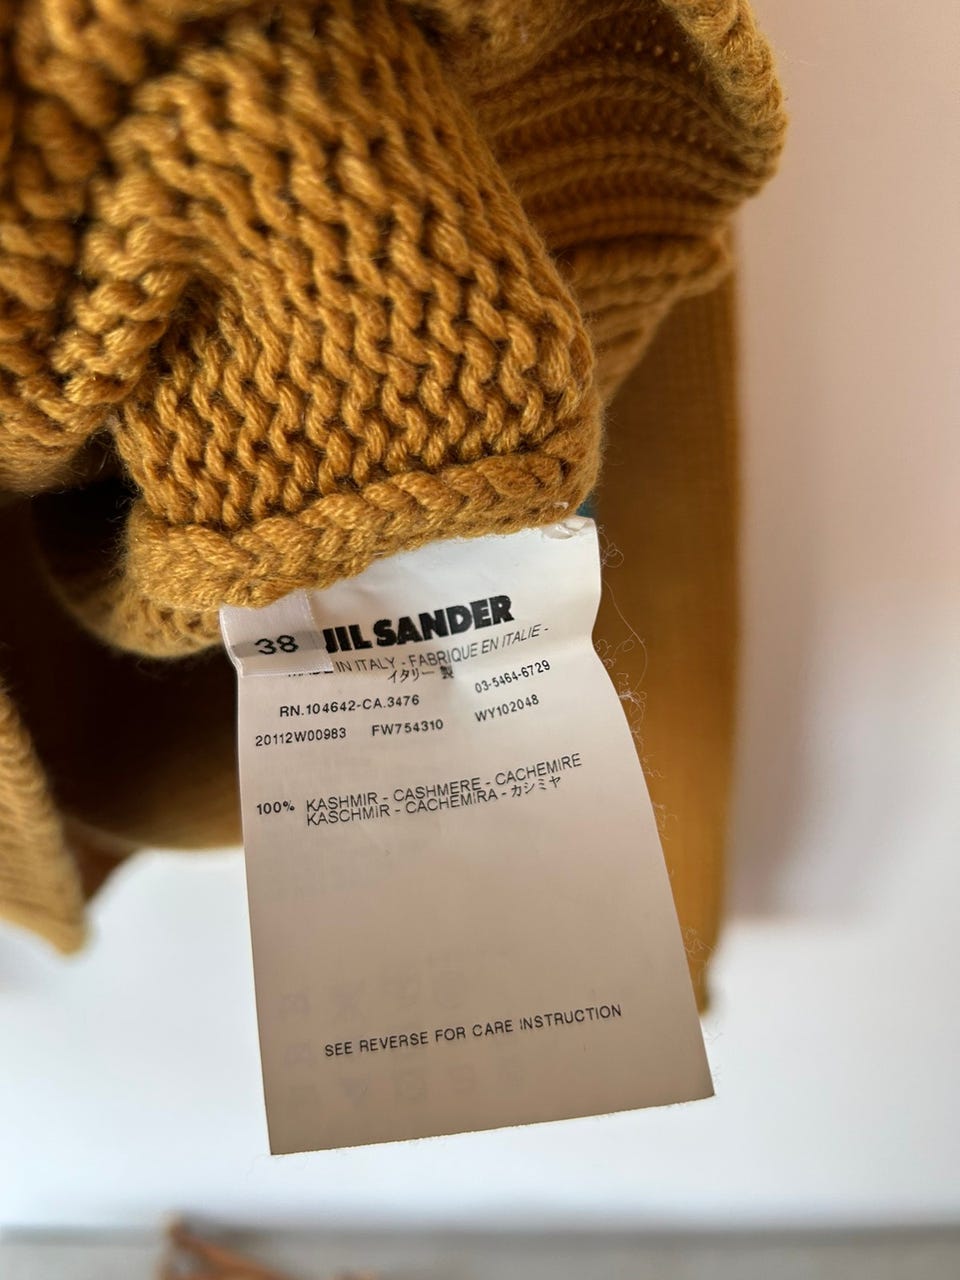 38
JIL SANDER
MADE IN ITALY - FABRIQUE EN ITALIE -
イタリー 製
RN.104642-CA.3476 03-5464-6729
20112W00983 FW754310 WY102048
100% KASHMIR - CASHMERE - CACHEMIRE
KASCHMIR - CACHEMIRA - カシミヤ
SEE REVERSE FOR CARE INSTRUCTION